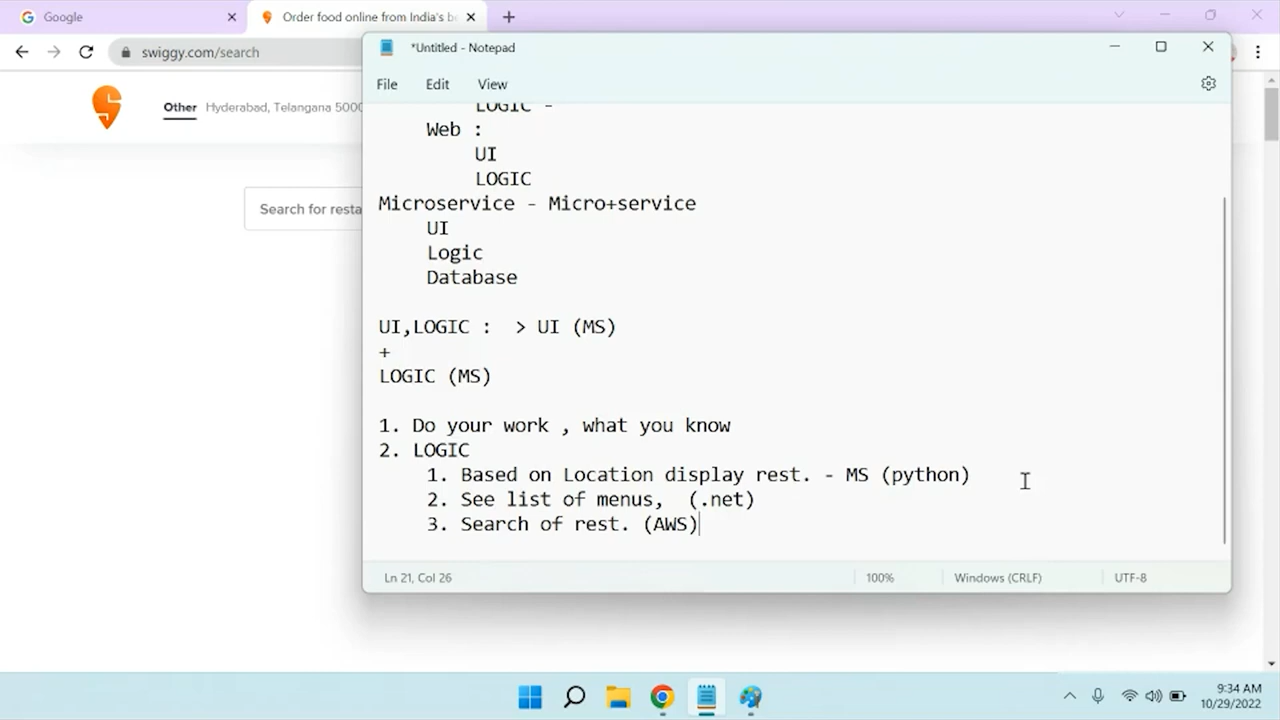 Google
Order food online from India's be
swiggy.com/search
*Untitled - Notepad
File Edit View
Other Hyderabad, Telangana 5000
Search for resta
LOGIC -
Web :
UI
LOGIC
Microservice - Micro+service
UI
Logic
Database
UI,LOGIC : > UI (MS)
+
LOGIC (MS)
1. Do your work , what you know
2. LOGIC
1. Based on Location display rest. - MS (python)
2. See list of menus, (.net)
3. Search of rest. (AWS)
Ln 21, Col 26 100% Windows (CRLF) UTF-8
9:34 AM
10/29/2022